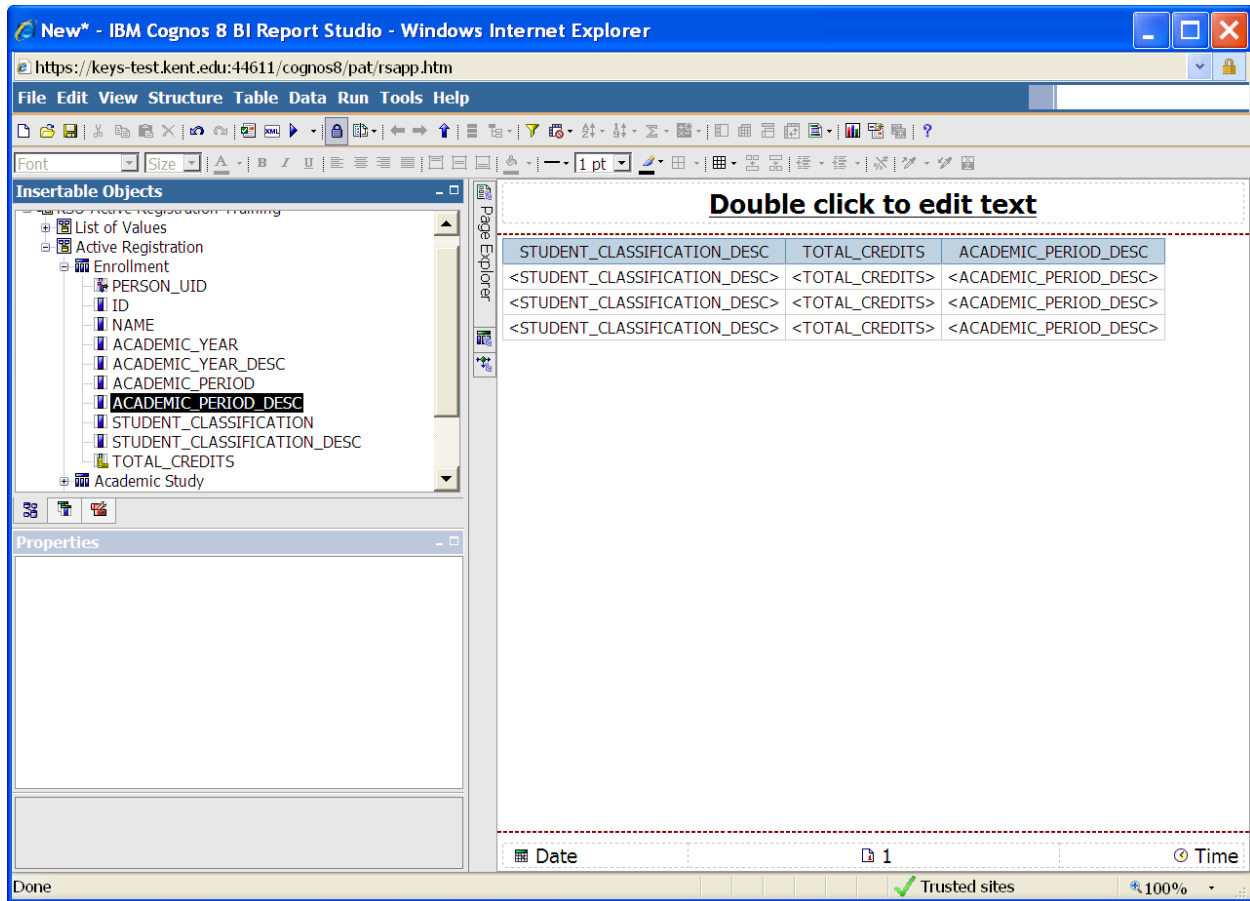 New* - IBM Cognos 8 BI Report Studio - Windows Internet Explorer
https://keys-test.kent.edu:44611/cognos8/pat/rsapp.htm
File Edit View Structure Table Data Run Tools Help
Font Size A B I U 1 pt
Insertable Objects
List of Values
Active Registration
Enrollment
PERSON_UID
ID
NAME
ACADEMIC_YEAR
ACADEMIC_YEAR_DESC
ACADEMIC_PERIOD
ACADEMIC_PERIOD_DESC
STUDENT_CLASSIFICATION
STUDENT_CLASSIFICATION_DESC
TOTAL_CREDITS
Academic Study
Properties
Page Explorer
Double click to edit text
STUDENT_CLASSIFICATION_DESC TOTAL_CREDITS ACADEMIC_PERIOD_DESC
<STUDENT_CLASSIFICATION_DESC> <TOTAL_CREDITS> <ACADEMIC_PERIOD_DESC>
<STUDENT_CLASSIFICATION_DESC> <TOTAL_CREDITS> <ACADEMIC_PERIOD_DESC>
<STUDENT_CLASSIFICATION_DESC> <TOTAL_CREDITS> <ACADEMIC_PERIOD_DESC>
Date 1 Time
Done Trusted sites 100%